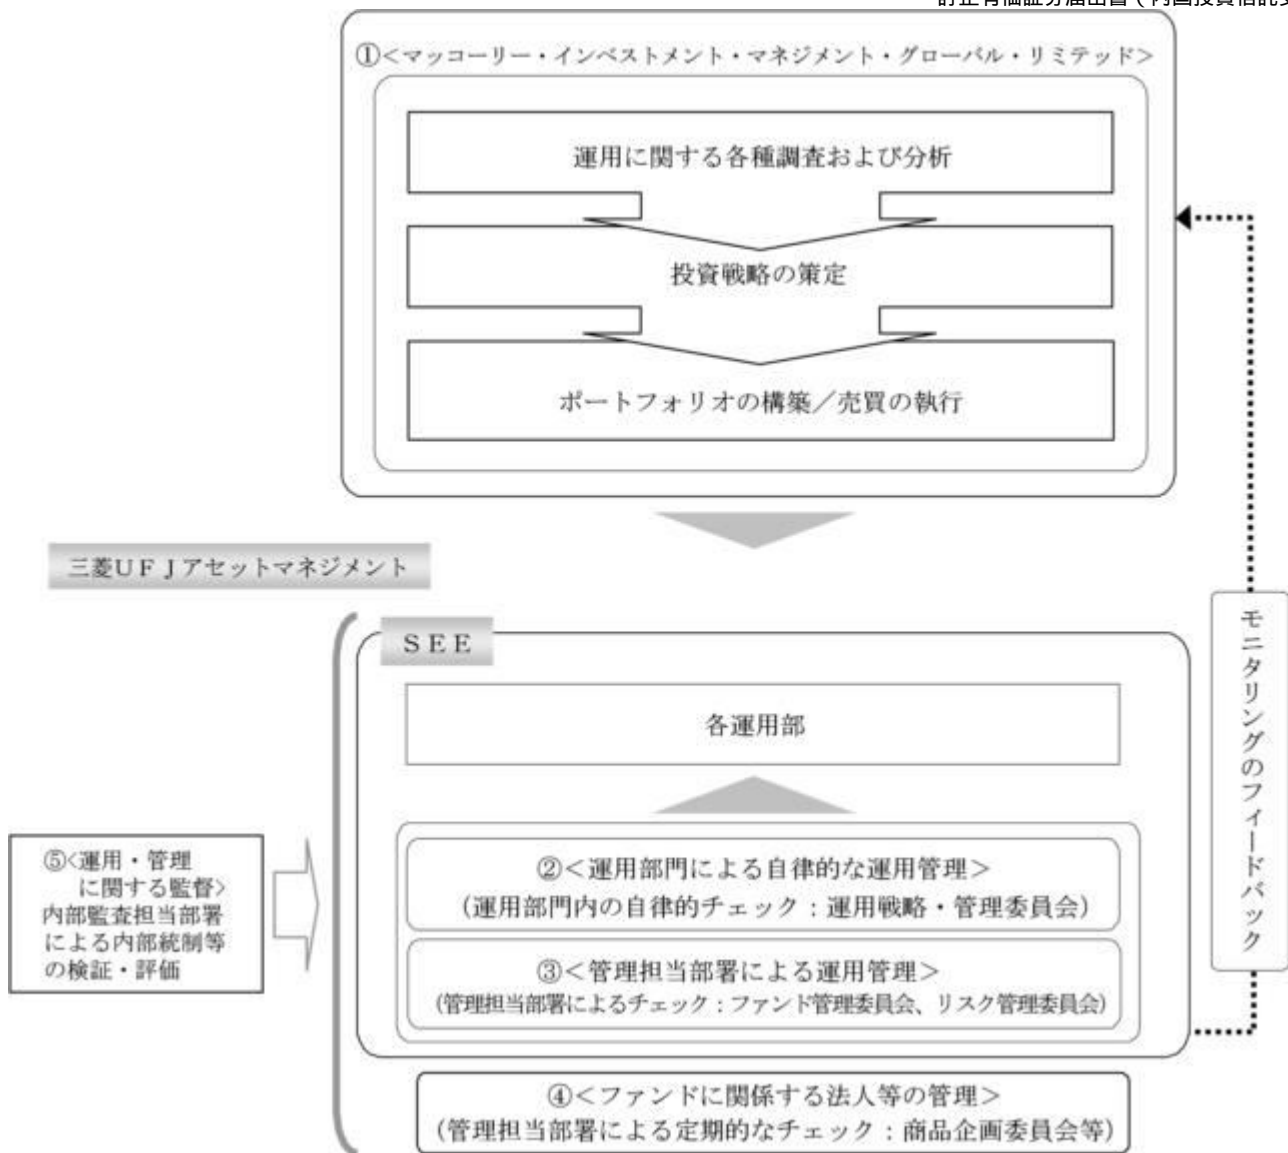 ①＜マッコーリー・インベストメント・マネジメント・グローバル・リミテッド＞
運用に関する各種調査および分析
投資戦略の策定
ポートフォリオの構築／売買の執行
三菱ＵＦＪアセットマネジメント
ＳＥＥ
各運用部
②＜運用部門による自律的な運用管理＞
（運用部門内の自律的チェック：運用戦略・管理委員会）
③＜管理担当部署による運用管理＞
（管理担当部署によるチェック：ファンド管理委員会、リスク管理委員会）
④＜ファンドに関係する法人等の管理＞
（管理担当部署による定期的なチェック：商品企画委員会等）
⑤＜運用・管理
に関する監督＞
内部監査担当部署
による内部統制等
の検証・評価
モニタリングのフィードバック